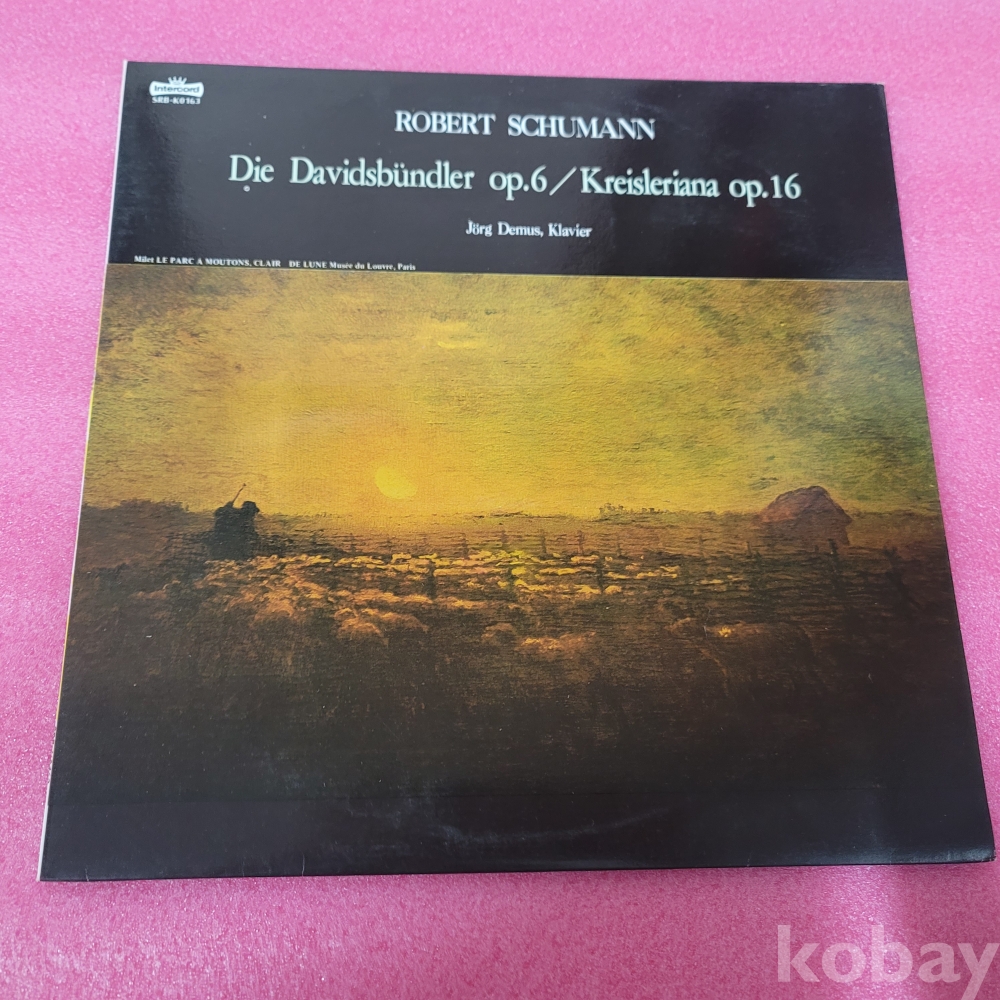 Intercord
SRB-K0163
ROBERT SCHUMANN
Die Davidsbündler op.6/Kreisleriana op.16
Jörg Demus, Klavier
Milet LE PARC A MOUTONS, CLAIR DE LUNE Musée du Louvre, Paris
kobay